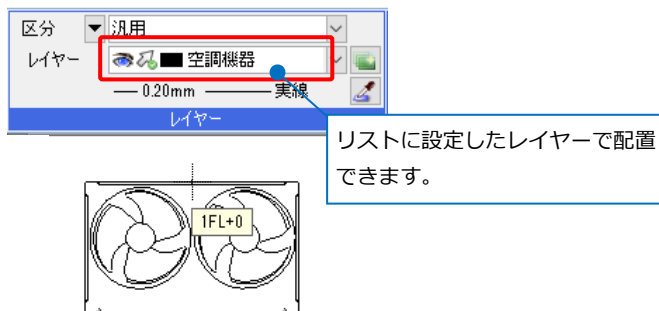 区分 汎用
レイヤー 空調機器
0.20mm 実線
レイヤー
リストに設定したレイヤーで配置
できます。
1FL+0